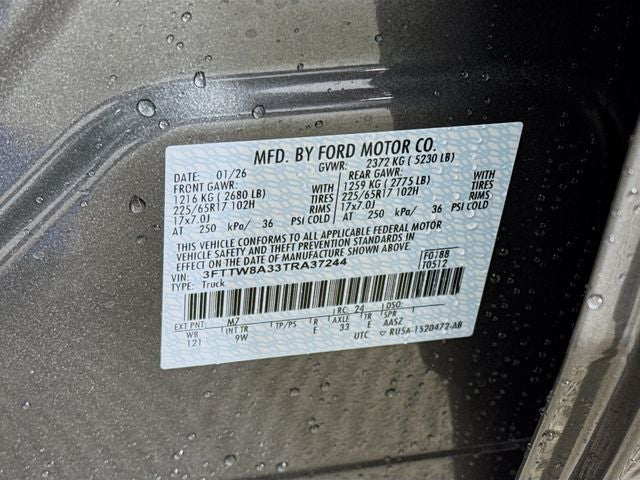 MFD. BY FORD MOTOR CO.
DATE: 01/26 GVWR: 2372 KG ( 5230 LB)
FRONT GAWR: REAR GAWR:
1216 KG ( 2680 LB) WITH 1259 KG ( 2775 LB) WITH
225/65R17 102H TIRES 225/65R17 102H TIRES
17x7.0J RIMS 17x7.0J RIMS
AT 250 kPa/ 36 PSI COLD AT 250 kPa/ 36 PSI COLD
THIS VEHICLE CONFORMS TO ALL APPLICABLE FEDERAL MOTOR
VEHICLE SAFETY AND THEFT PREVENTION STANDARDS IN
EFFECT ON THE DATE OF MANUFACTURE SHOWN ABOVE.
VIN: 3FTTW8A33TRA37244 F0188
TYPE: Truck T0512
EXT PNT: M7 RC: 24 DSO:
WB INT TR TP/PS R AXLE TR SPR
121 9W E 33 E AASZ
UTC RU5A-1520472-AB